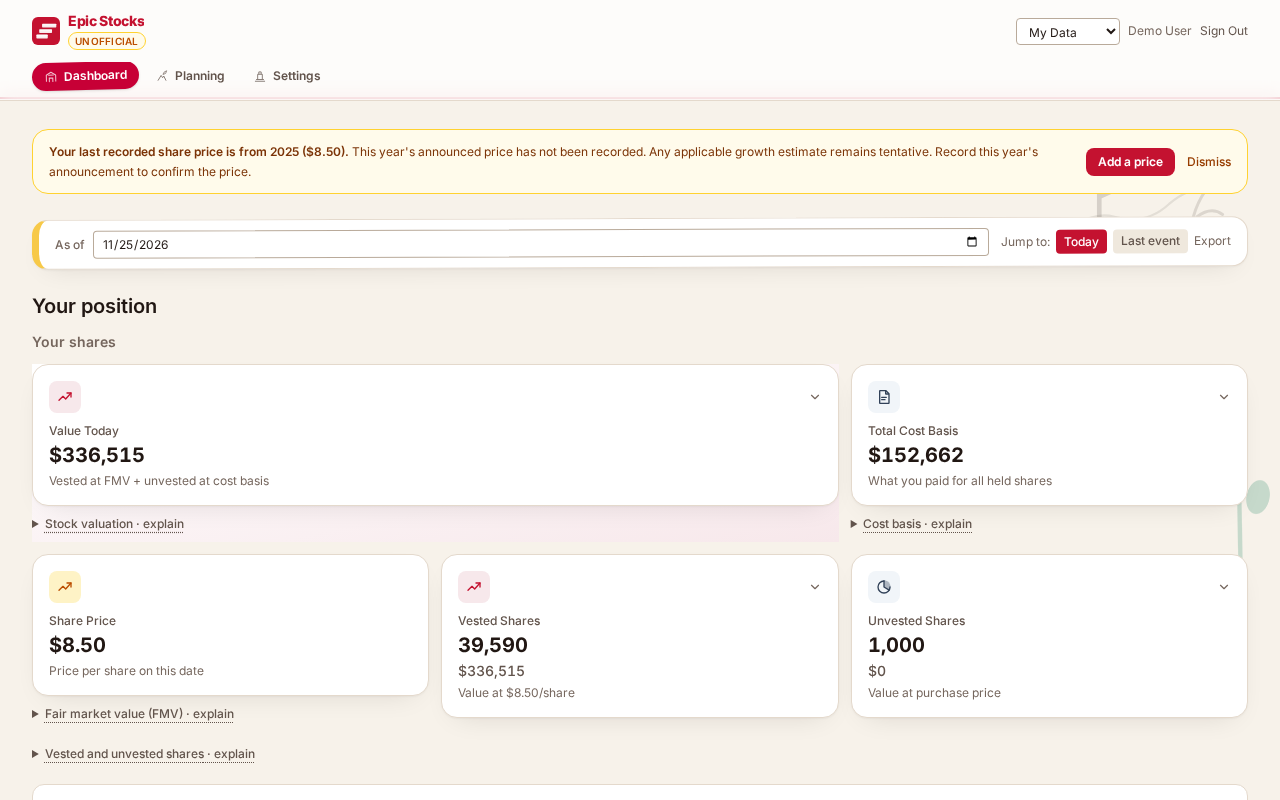 Epic Stocks
UNOFFICIAL
My Data
Demo User
Sign Out
Dashboard
Planning
Settings
Your last recorded share price is from 2025 ($8.50). This year's announced price has not been recorded. Any applicable growth estimate remains tentative. Record this year's
announcement to confirm the price.
Add a price
Dismiss
As of
11/25/2026
Jump to:
Today
Last event
Export
Your position
Your shares
Value Today
$336,515
Vested at FMV + unvested at cost basis
Stock valuation · explain
Total Cost Basis
$152,662
What you paid for all held shares
Cost basis · explain
Share Price
$8.50
Price per share on this date
Fair market value (FMV) · explain
Vested Shares
39,590
$336,515
Value at $8.50/share
Unvested Shares
1,000
$0
Value at purchase price
Vested and unvested shares · explain